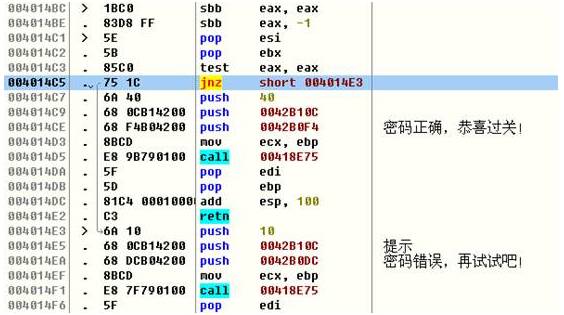 004014BC > 1BC0 sbb eax, eax
004014BE . 83D8 FF sbb eax, -1
004014C1 > 5E pop esi
004014C2 . 5B pop ebx
004014C3 . 85C0 test eax, eax
004014C5 . 75 1C jnz short 004014E3
004014C7 . 6A 40 push 40
004014C9 . 68 0CB14200 push 0042B10C
004014CE . 68 F4B04200 push 0042B0F4 密码正确，恭喜过关!
004014D3 . 8BCD mov ecx, ebp
004014D5 . E8 9B790100 call 00418E75
004014DA . 5F pop edi
004014DB . 5D pop ebp
004014DC . 81C4 00010000 add esp, 100
004014E2 . C3 retn
004014E3 > 6A 10 push 10
004014E5 . 68 0CB14200 push 0042B10C 提示
004014EA . 68 DCB04200 push 0042B0DC 密码错误，再试试吧!
004014EF . 8BCD mov ecx, ebp
004014F1 . E8 7F790100 call 00418E75
004014F6 . 5F pop edi